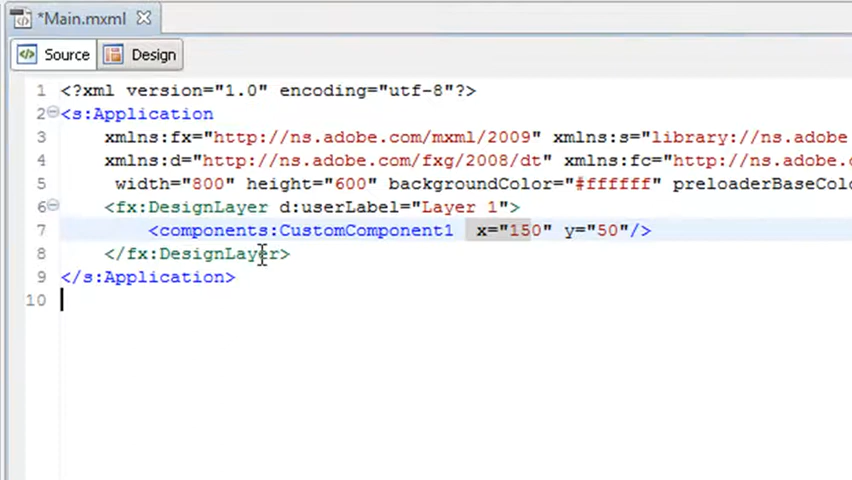 *Main.mxml
Source Design
1 <?xml version="1.0" encoding="utf-8"?>
2 <s:Application
3 xmlns:fx="http://ns.adobe.com/mxml/2009" xmlns:s="library://ns.adobe
4 xmlns:d="http://ns.adobe.com/fxg/2008/dt" xmlns:fc="http://ns.adobe.c
5 width="800" height="600" backgroundColor="#ffffff" preloaderBaseColo
6 <fx:DesignLayer d:userLabel="Layer 1">
7 <components:CustomComponent1 x="150" y="50"/>
8 </fx:DesignLayer>
9 </s:Application>
10